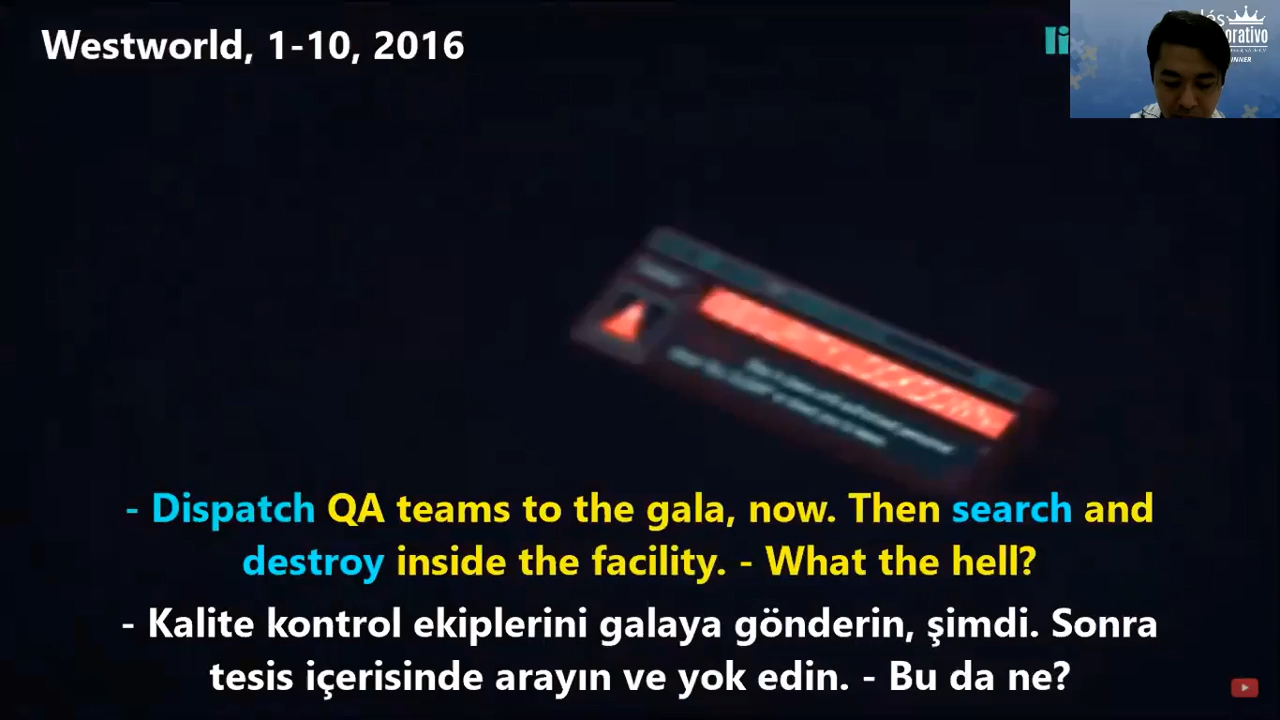 Westworld, 1-10, 2016
- Dispatch QA teams to the gala, now. Then search and
destroy inside the facility. - What the hell?
- Kalite kontrol ekiplerini galaya gönderin, şimdi. Sonra
tesis içerisinde arayın ve yok edin. - Bu da ne?